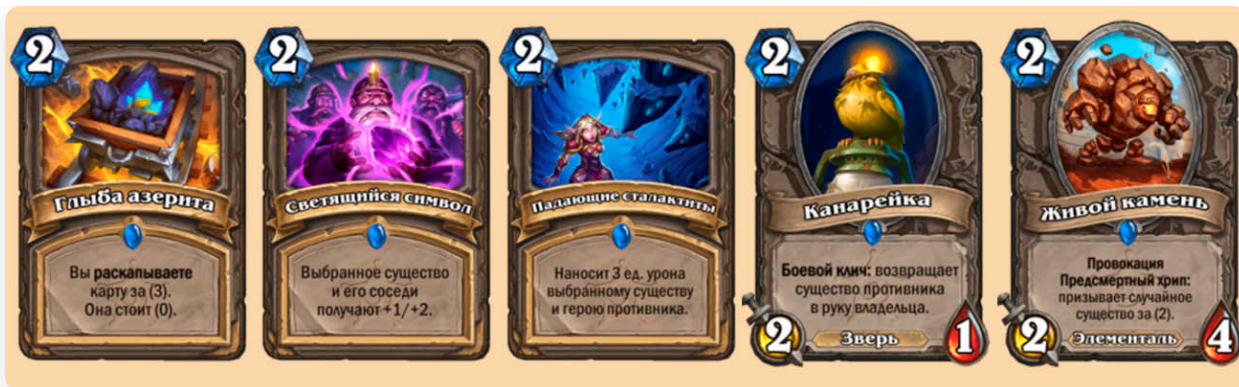 2
Глыба азерита
Вы раскапываете
карту за (3).
Она стоит (0).
2
Светящийся символ
Выбранное существо
и его соседи
получают +1/+2.
2
Падающие сталактиты
Наносит 3 ед. урона
выбранному существу
и герою противника.
2
Канарейка
Боевой клич: возвращает
существо противника
в руку владельца.
2
Зверь
1
2
Живой камень
Провокация
Предсмертный хрип:
призывает случайное
существо за (2).
2
Элементаль
4